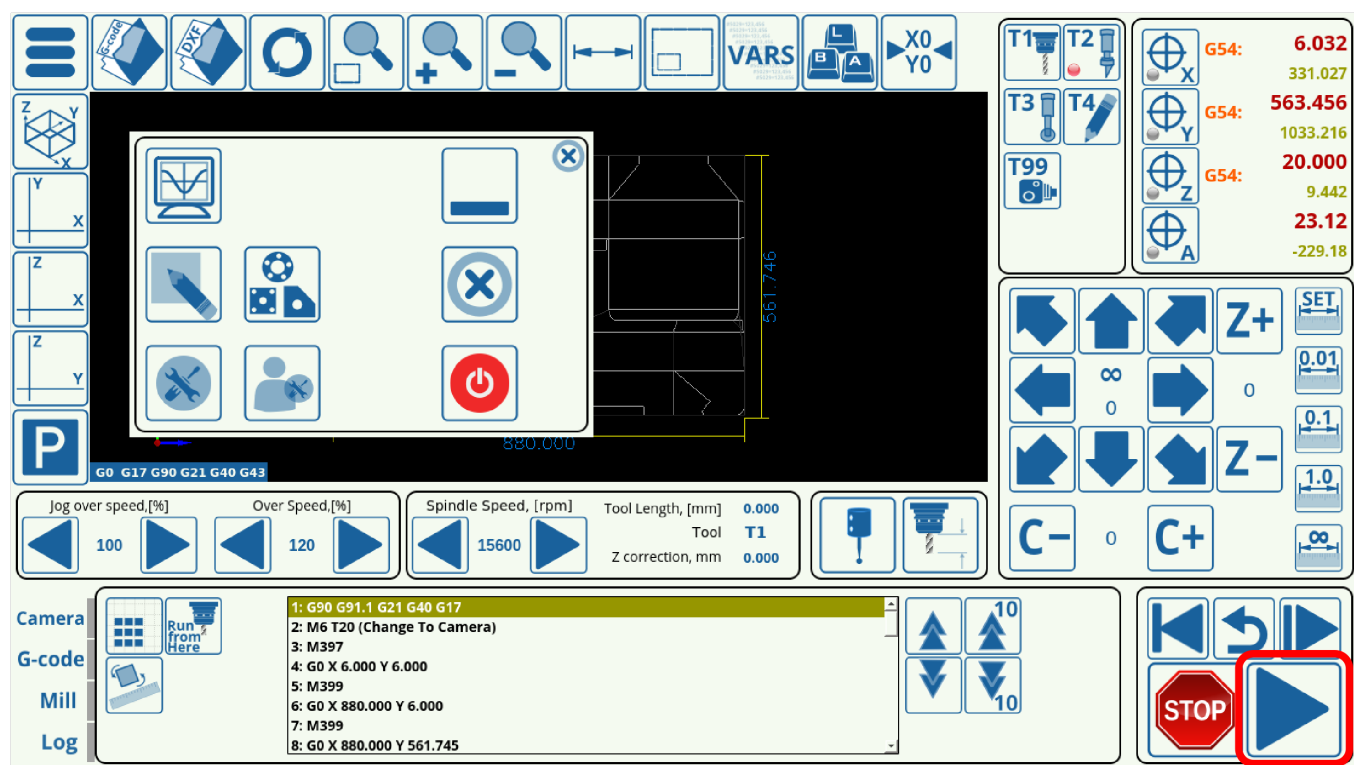 G-code
DXF
VARS
L
B
A
X0
Y0
T1
T2
T3
T4
T99
X
G54:
6.032
331.027
Y
G54:
563.456
1033.216
Z
G54:
20.000
9.442
A
23.12
-229.18
Z
Y
X
Y
X
Z
X
Z
Y
P
561.746
880.000
G0 G17 G90 G21 G40 G43
Z+
∞
0
0
Z−
C−
0
C+
SET
0.01
0.1
1.0
∞
Jog over speed,[%]
100
Over Speed,[%]
120
Spindle Speed, [rpm]
15600
Tool Length, [mm] 0.000
Tool T1
Z correction, mm 0.000
Camera
G-code
Mill
Log
Run
from
Here
1: G90 G91.1 G21 G40 G17
2: M6 T20 (Change To Camera)
3: M397
4: G0 X 6.000 Y 6.000
5: M399
6: G0 X 880.000 Y 6.000
7: M399
8: G0 X 880.000 Y 561.745
10
10
STOP